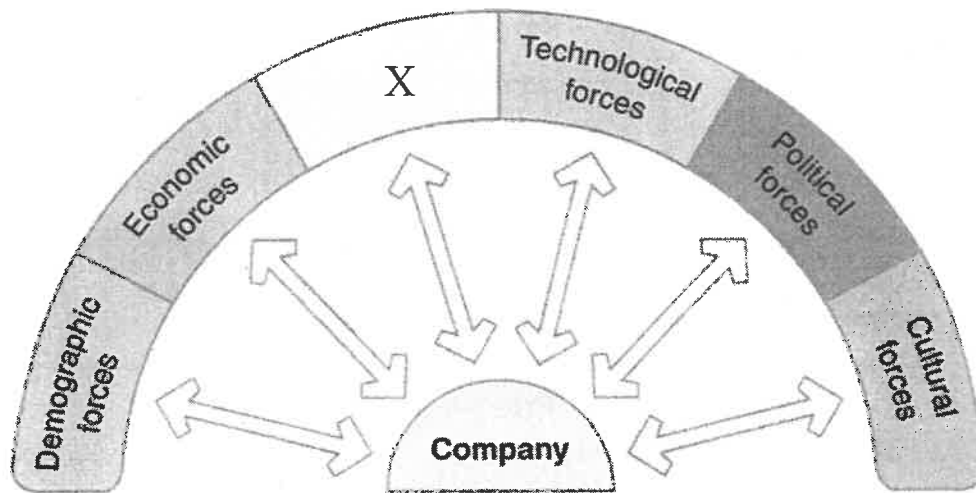 Demographic
forces
Economic
forces
X
Technological
forces
Political
forces
Cultural
forces
Company